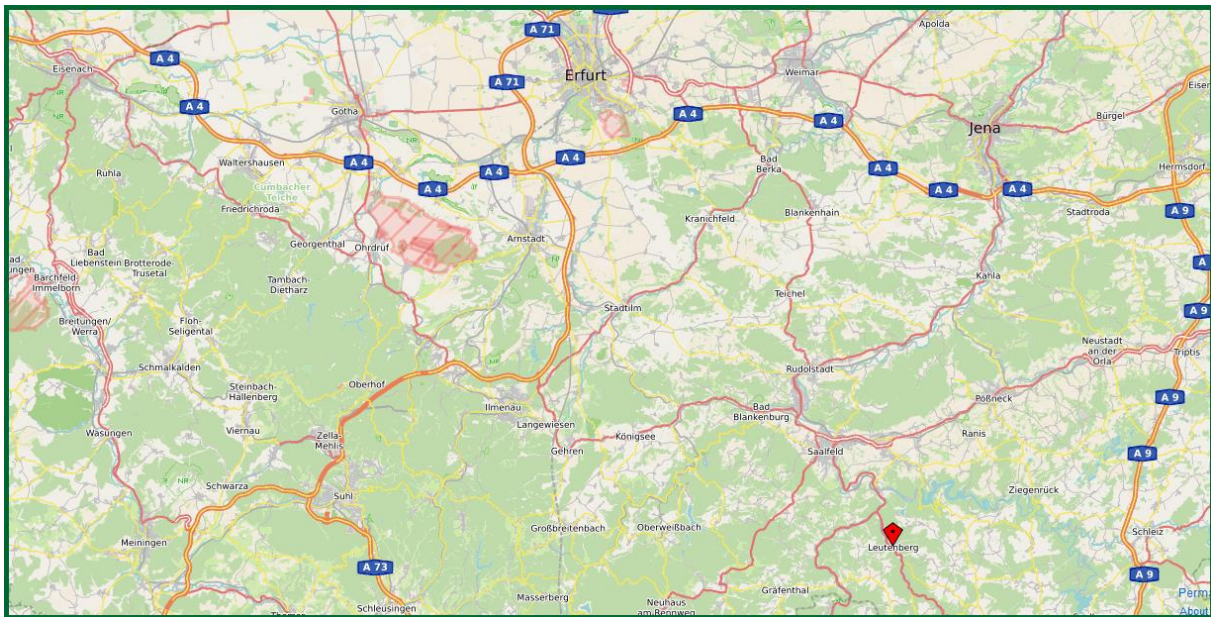 A 71
Apolda
Eisenach
A 4
Erfurt
Weimar
A 71
A 4
Gotha
A 4
A 4
Jena
Bürgel
Waltershausen
A 4
A 4
A 4
A 4
Bad
Berka
A 4
A 4
A 4
Hermsdorf
Ruhla
Cumbacher
Teiche
Friedrichroda
Kranichfeld
Blankenhain
Stadtroda
A 9
Georgenthal
Ohrdruf
Arnstadt
Bad
Liebenstein
Brotterode-
Trusetal
Barchfeld-
Immelborn
Tambach-
Dietharz
Kahla
Teichel
Stadtilm
A 9
Breitungen/
Werra
Floh-
Seligental
Neustadt
an der
Orla
Triptis
Schmalkalden
Oberhof
Rudolstadt
Steinbach-
Hallenberg
Ilmenau
Pößneck
A 9
Langewiesen
Bad
Blankenburg
Wasungen
Viernau
Zella-
Mehlis
Königsee
Ranis
Gehren
Saalfeld
A 9
Schwarza
Suhl
Ziegenrück
Großbreitenbach
Oberweißbach
Schleiz
Meiningen
Leutenberg
A 73
A 9
Masserberg
Gräfenthal
Schleusingen
Neuhaus
am Rennweg
About